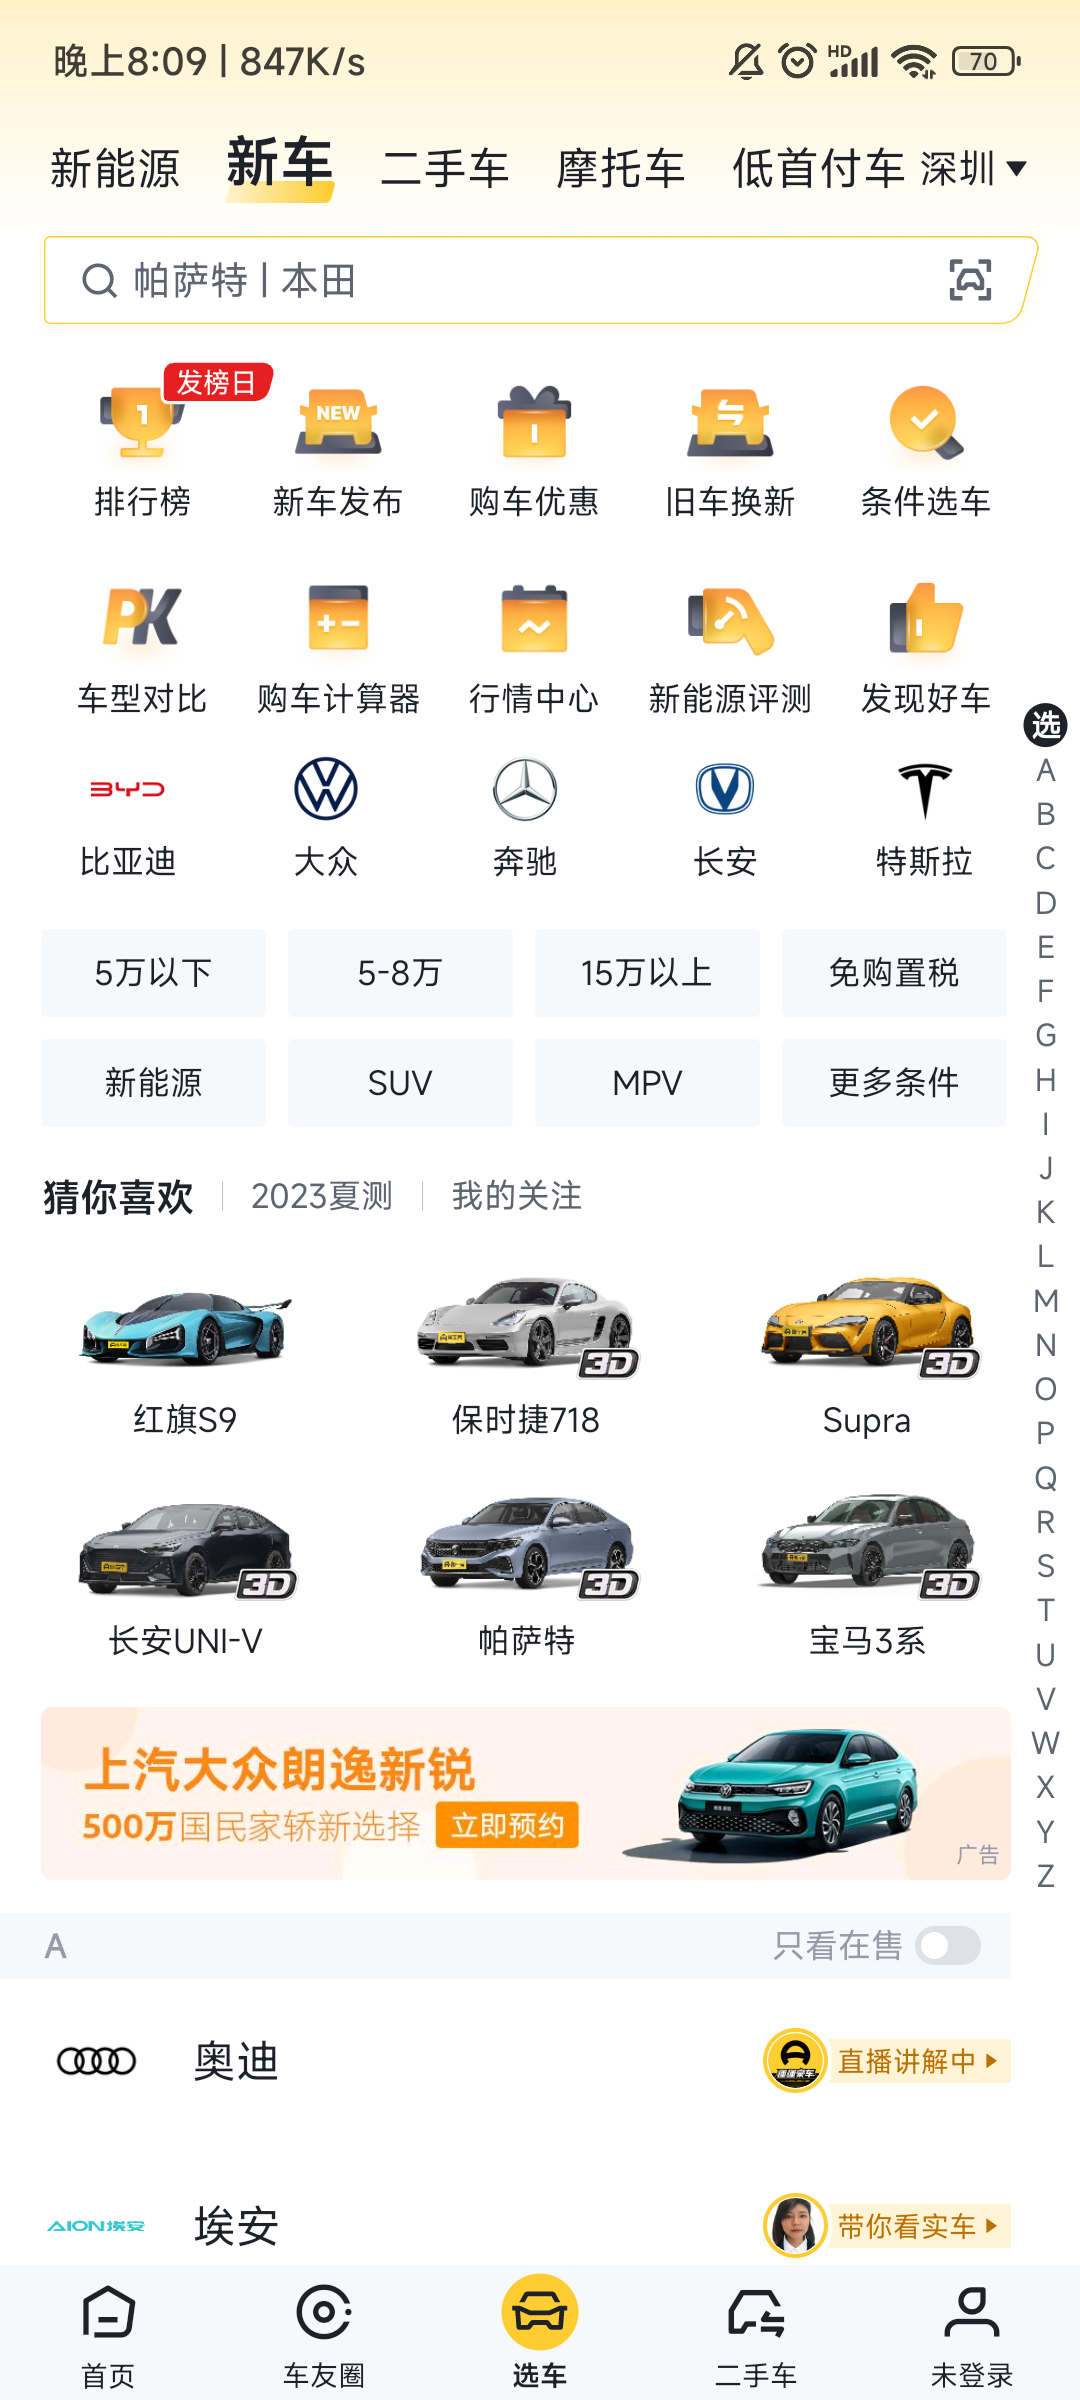 晚上8:09 | 847K/s
HD
70
新能源 新车 二手车 摩托车 低首付车 深圳
帕萨特 | 本田
发榜日
1
NEW
排行榜 新车发布 购车优惠 旧车换新 条件选车
PK
车型对比 购车计算器 行情中心 新能源评测 发现好车
BYD
比亚迪 大众 奔驰 长安 特斯拉
5万以下 5-8万 15万以上 免购置税
新能源 SUV MPV 更多条件
猜你喜欢 2023夏测 我的关注
3D 3D
红旗S9 保时捷718 Supra
3D 3D 3D
长安UNI-V 帕萨特 宝马3系
上汽大众朗逸新锐
500万国民家轿新选择 立即预约
广告
A 只看在售
奥迪 直播讲解中
AION埃安 埃安 带你看实车
选
A
B
C
D
E
F
G
H
I
J
K
L
M
N
O
P
Q
R
S
T
U
V
W
X
Y
Z
首页 车友圈 选车 二手车 未登录